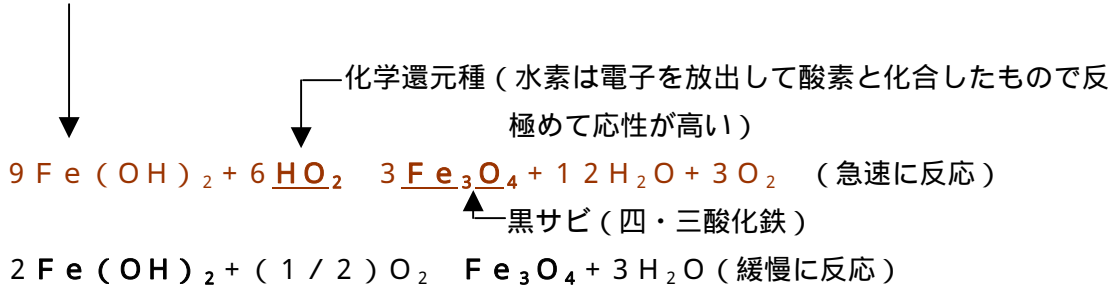 化学還元種(水素は電子を放出して酸素と化合したもので反
極めて応性が高い)
9Fe(OH)₂+6HO₂ 3Fe₃O₄+12H₂O+3O₂ (急速に反応)
黒サビ(四・三酸化鉄)
2Fe(OH)₂+(1/2)O₂ Fe₃O₄+3H₂O(緩慢に反応)